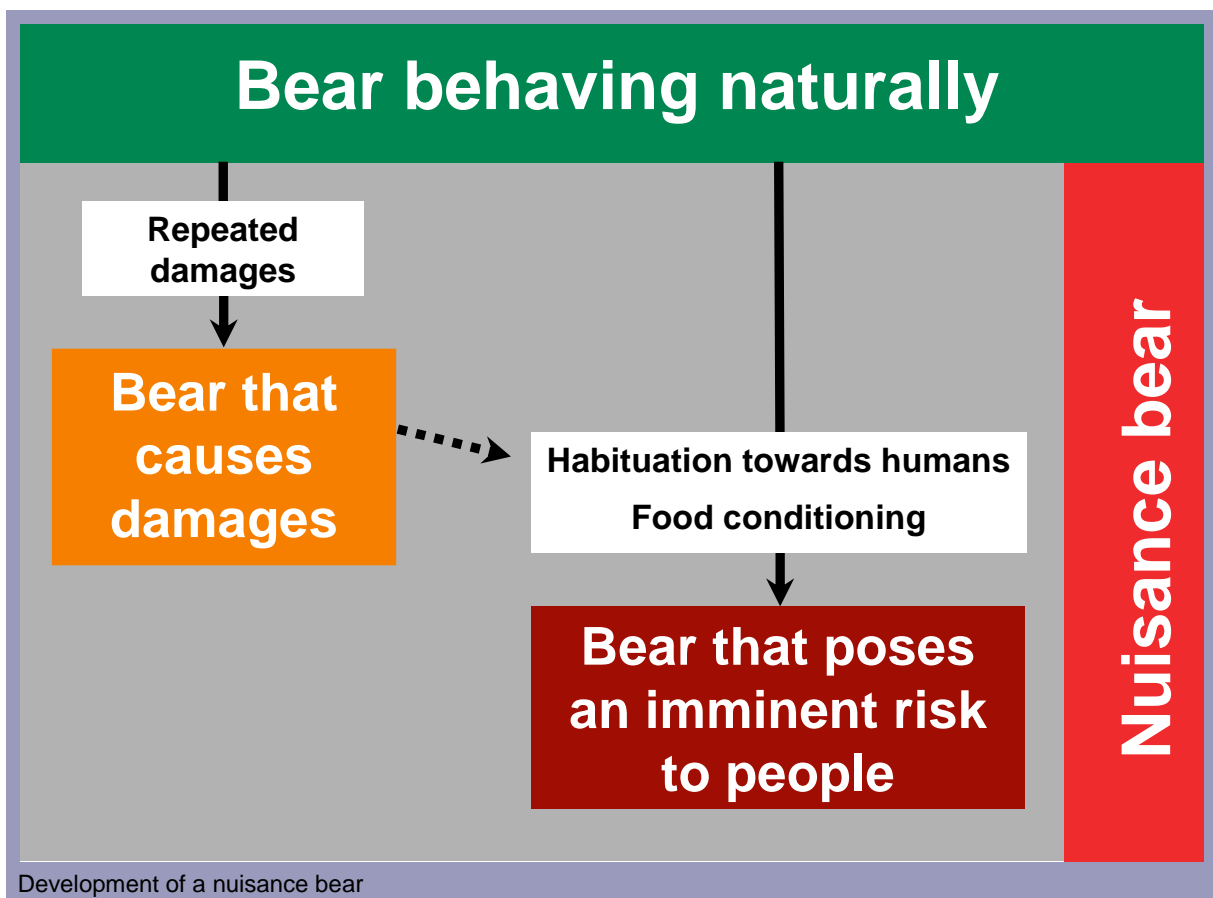 Bear behaving naturally
Repeated
damages
Bear that
causes
damages
Habituation towards humans
Food conditioning
Bear that poses
an imminent risk
to people
Nuisance bear
Development of a nuisance bear